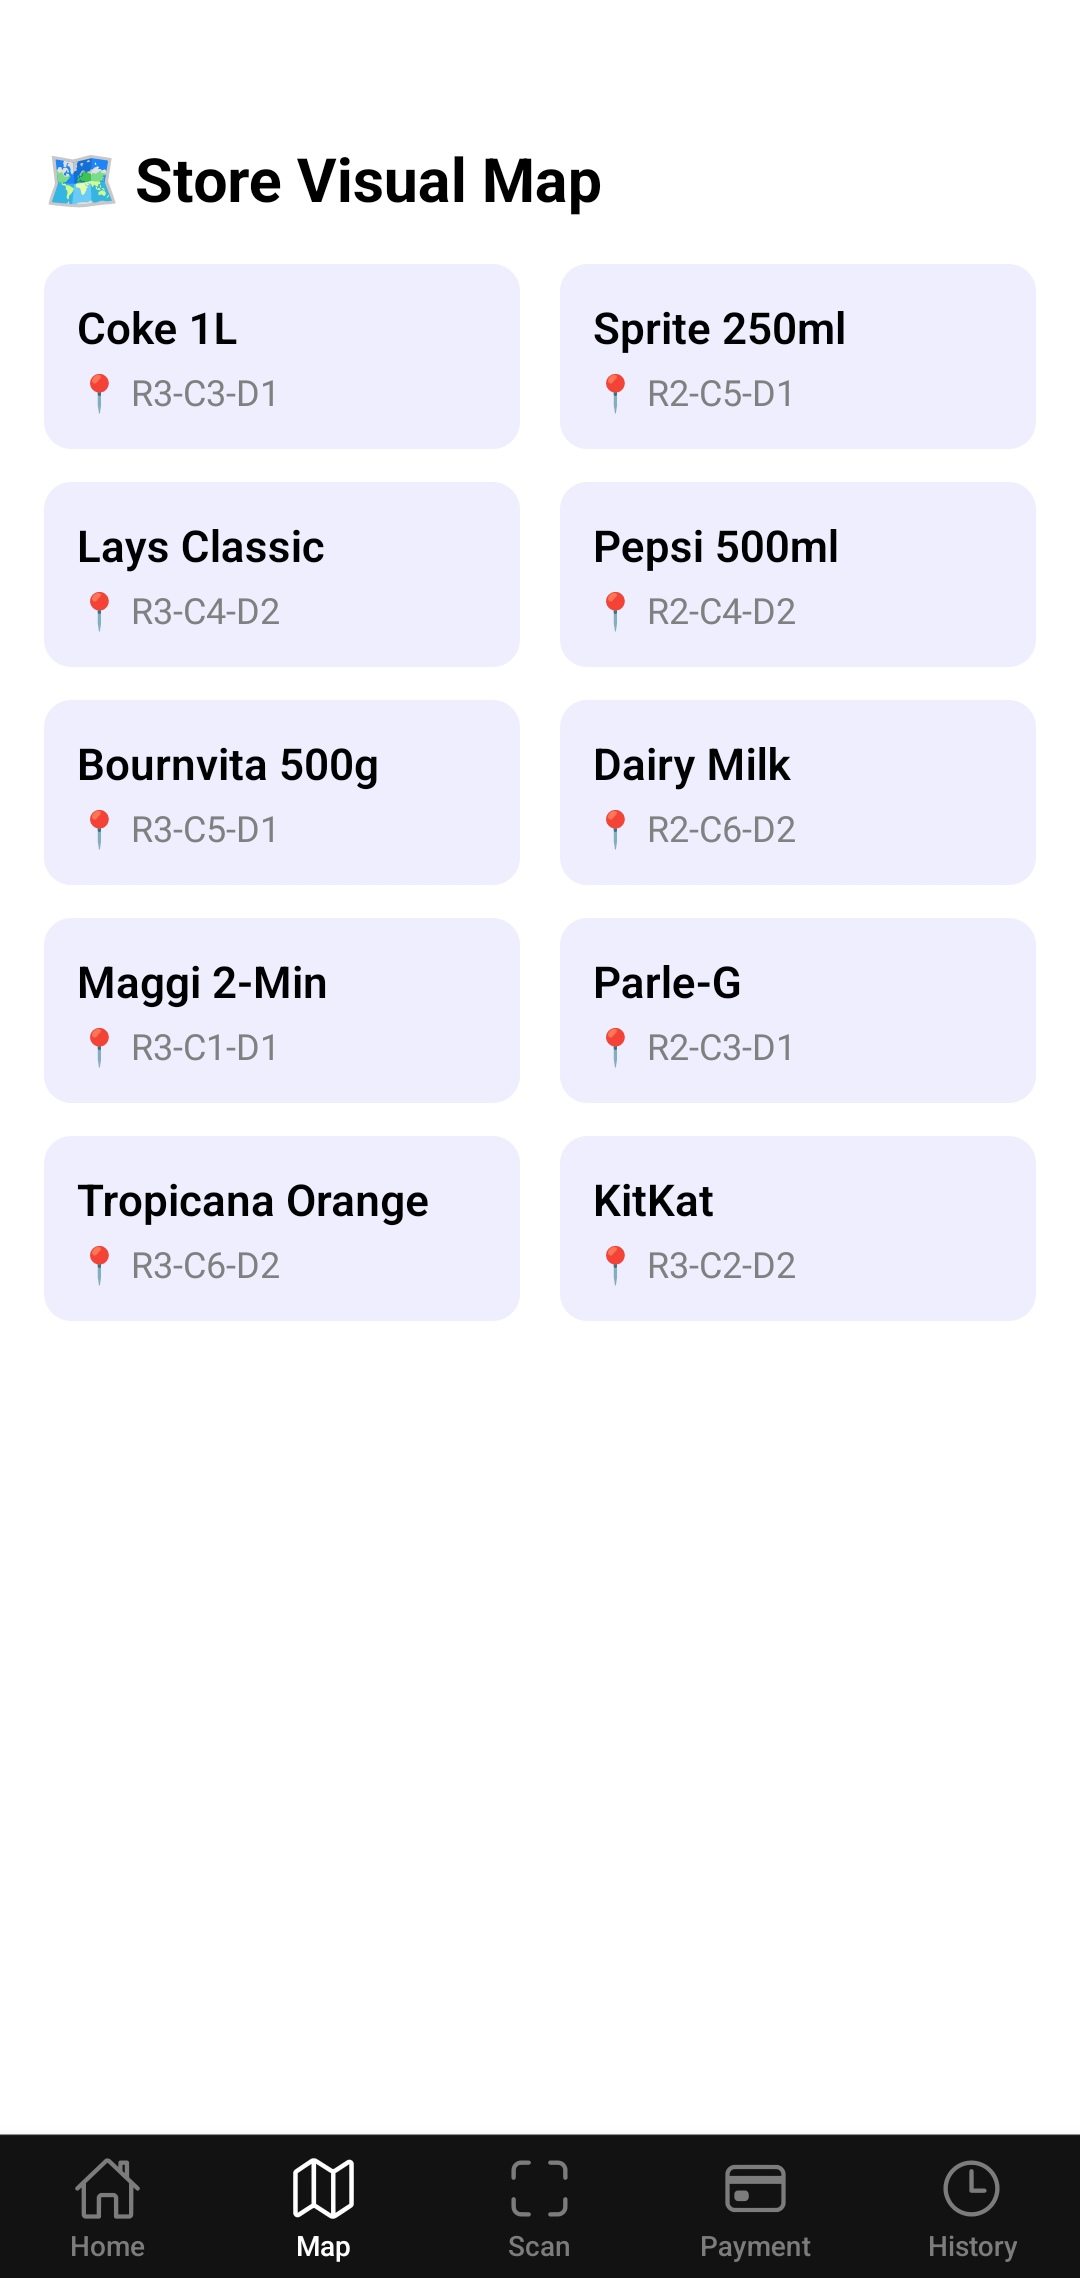 Store Visual Map
Coke 1L
R3-C3-D1
Sprite 250ml
R2-C5-D1
Lays Classic
R3-C4-D2
Pepsi 500ml
R2-C4-D2
Bournvita 500g
R3-C5-D1
Dairy Milk
R2-C6-D2
Maggi 2-Min
R3-C1-D1
Parle-G
R2-C3-D1
Tropicana Orange
R3-C6-D2
KitKat
R3-C2-D2
Home
Map
Scan
Payment
History